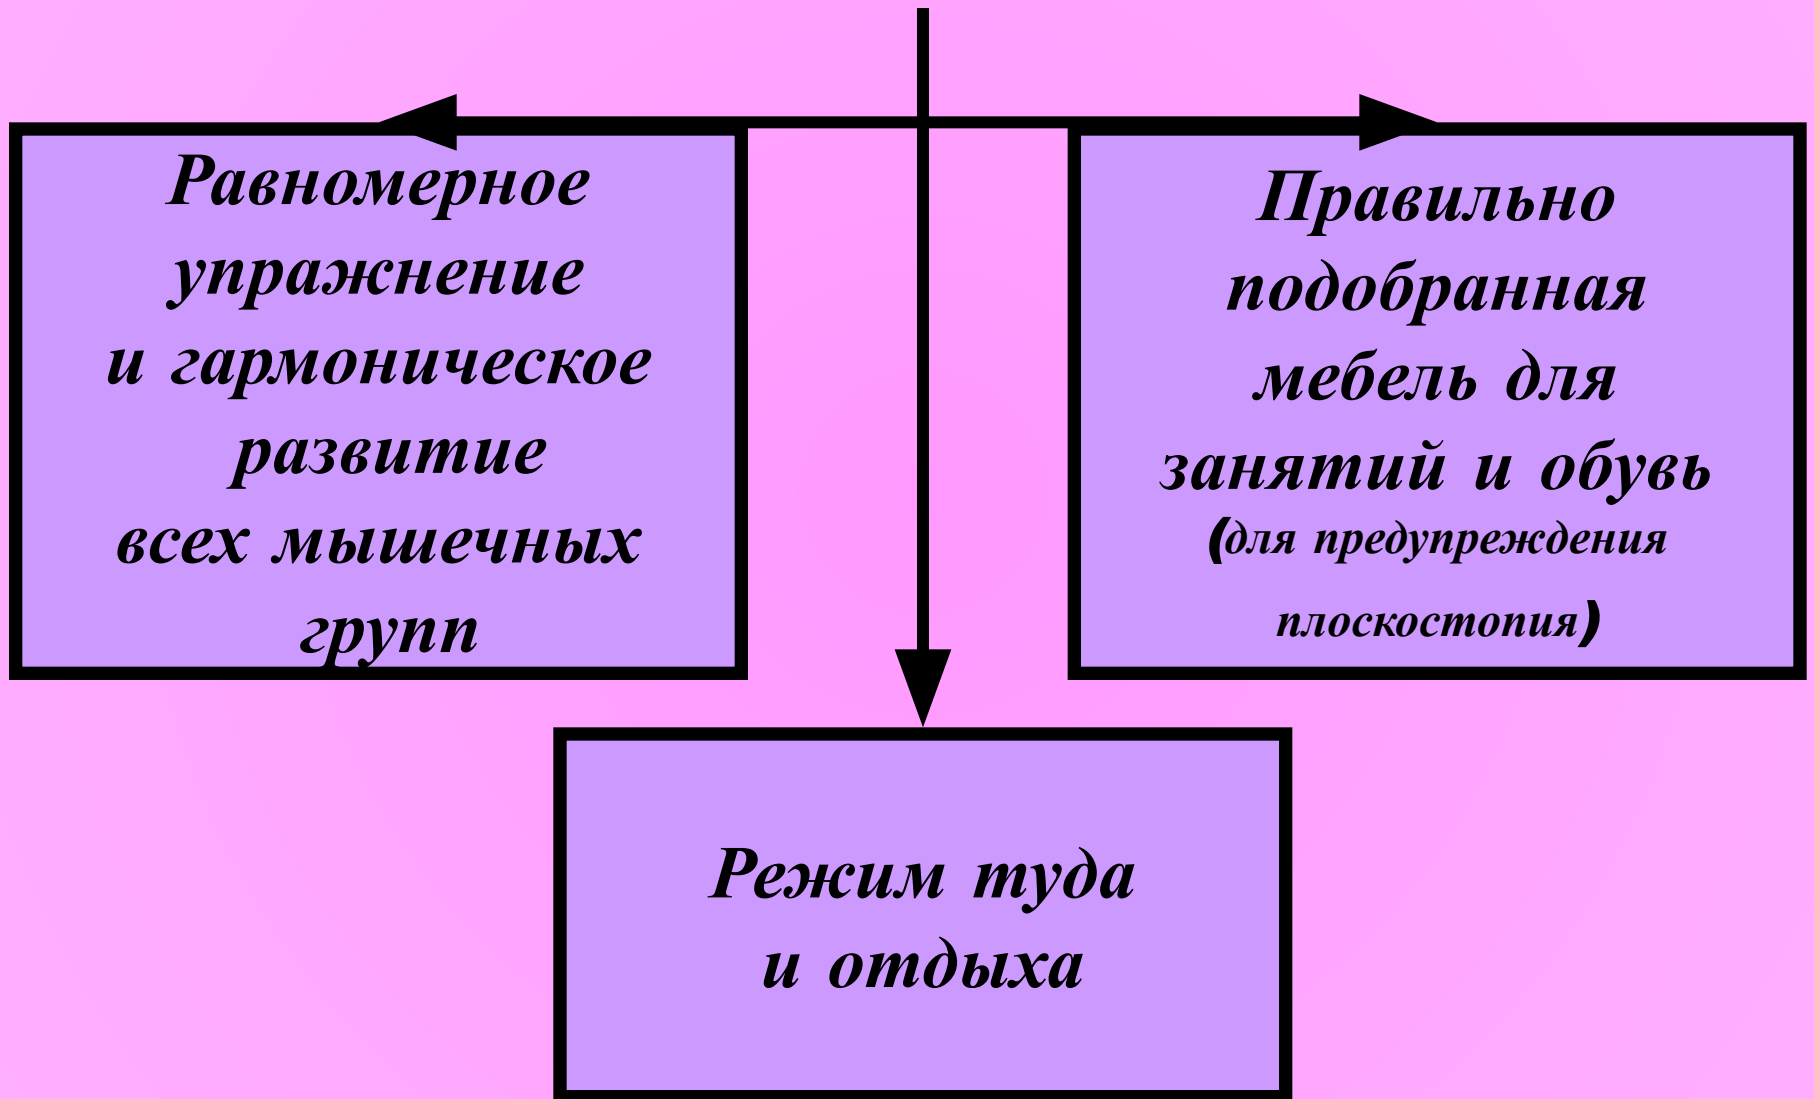 Равномерное
упражнение
и гармоническое
развитие
всех мышечных
групп
Правильно
подобранная
мебель для
занятий и обувь
(для предупреждения
плоскостопия)
Режим туда
и отдыха